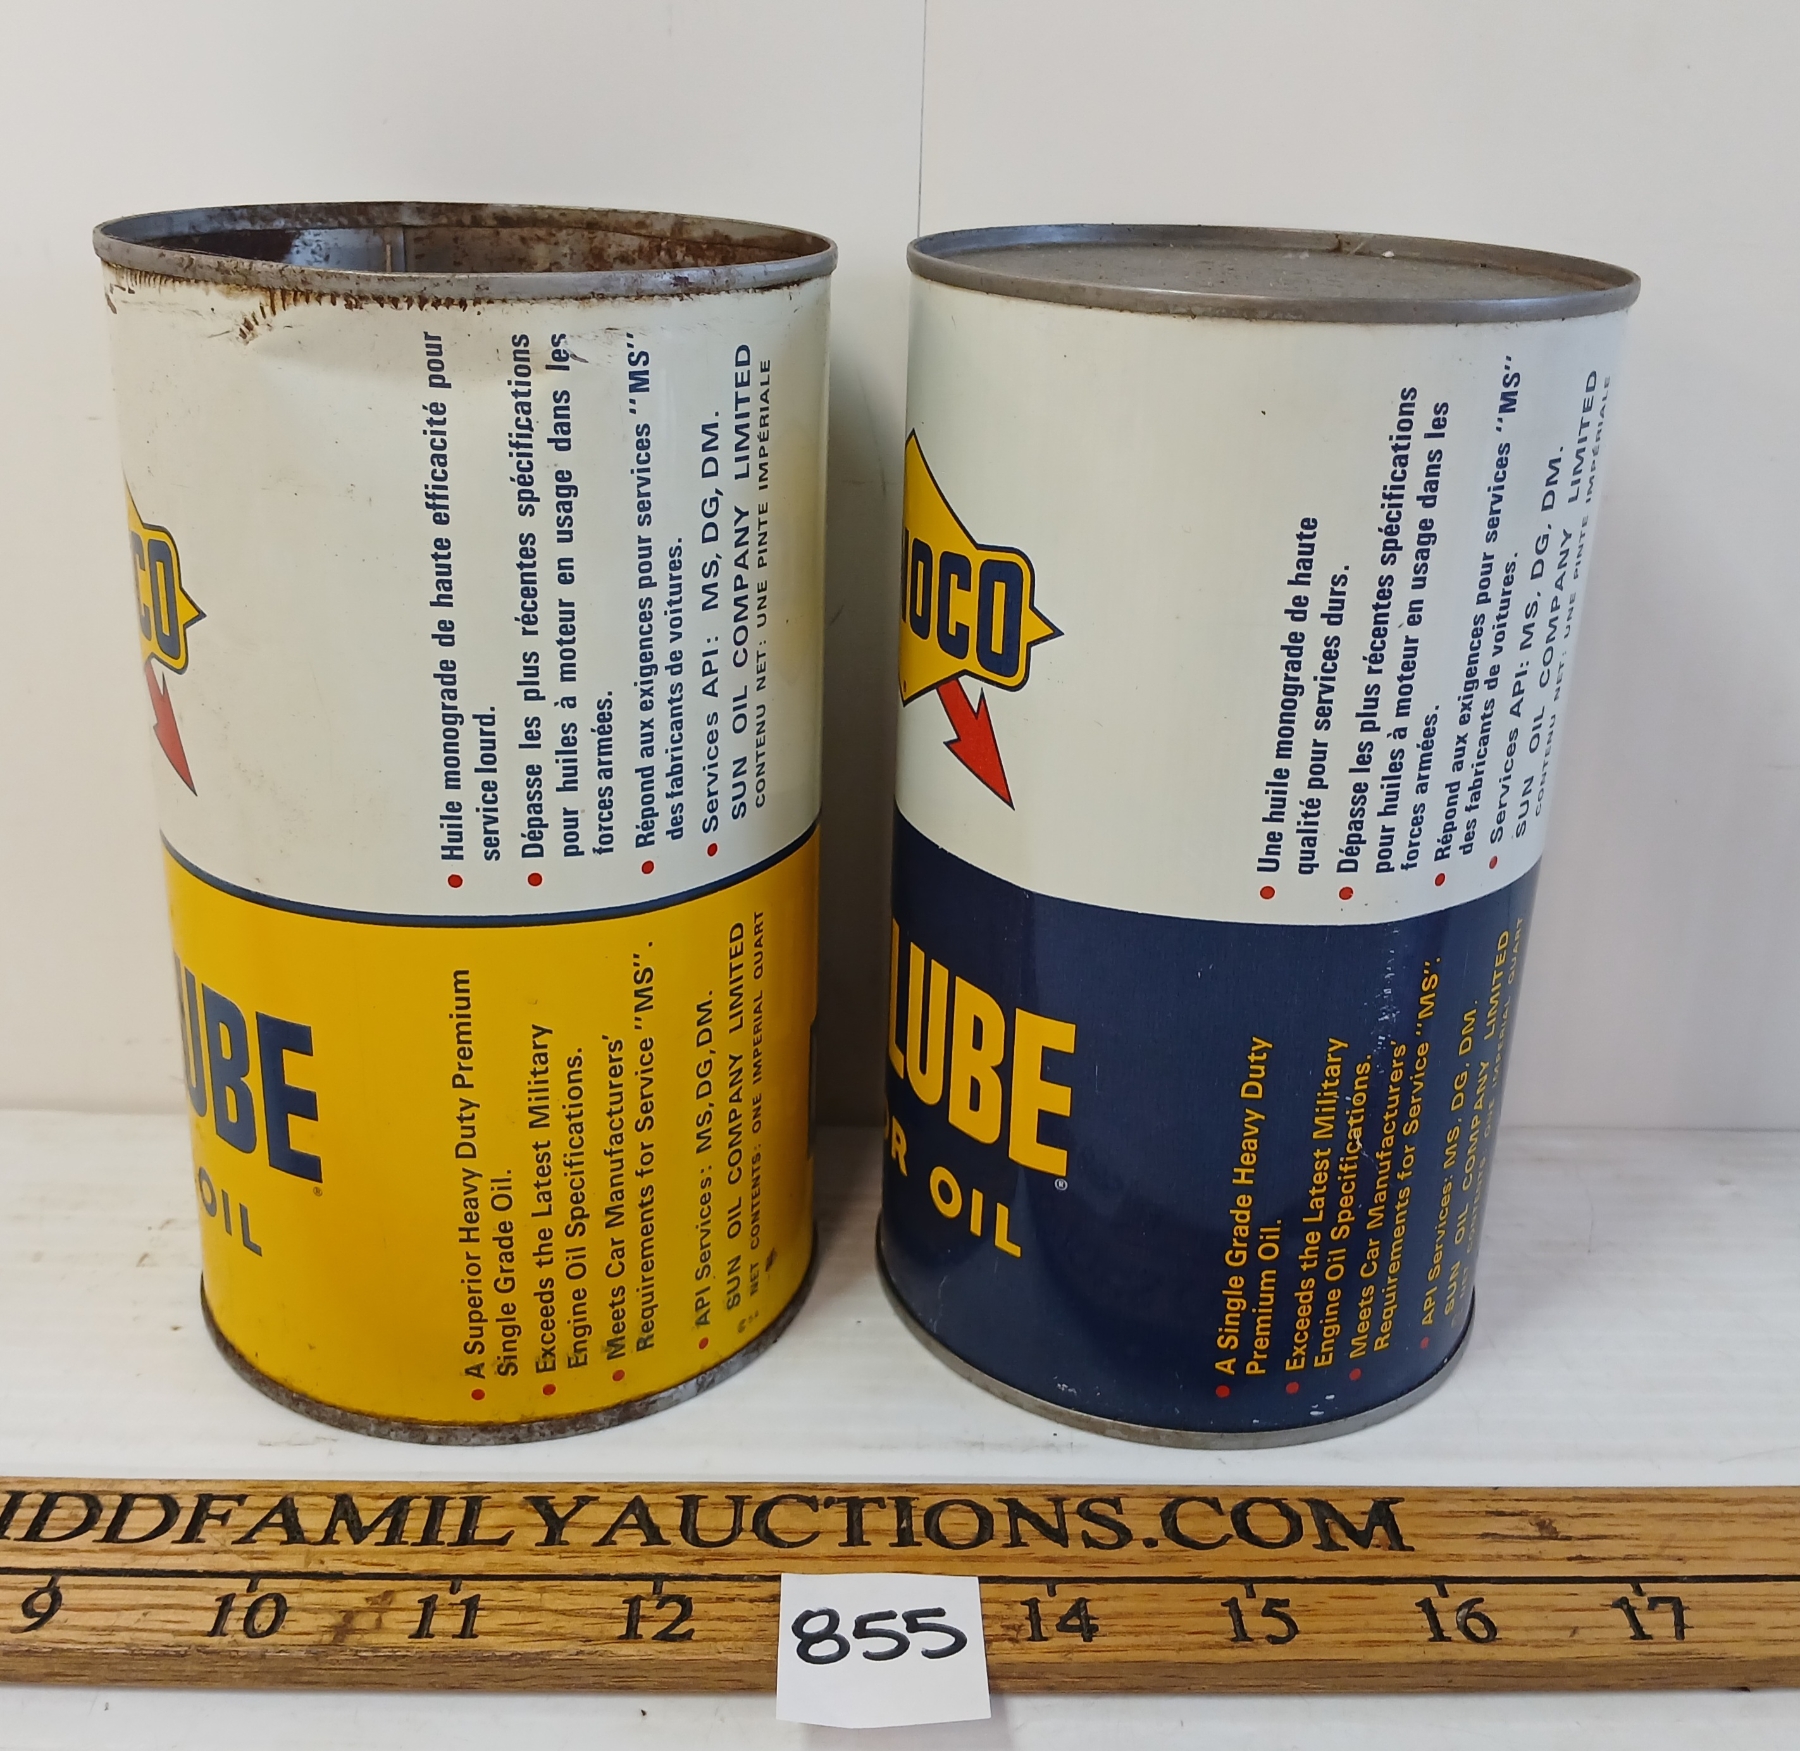 CO
UBE
OIL
• Huile monograde de haute efficacité pour
service lourd.
• Dépasse les plus récentes spécifications
pour huiles à moteur en usage dans les
forces armées.
• Répond aux exigences pour services "MS"
des fabricants de voitures.
• Services API: MS, DG, DM.
SUN OIL COMPANY LIMITED
CONTENU NET: UNE PINTE IMPÉRIALE
• A Superior Heavy Duty Premium
Single Grade Oil.
• Exceeds the Latest Military
Engine Oil Specifications.
• Meets Car Manufacturers'
Requirements for Service "MS".
• API Services: MS, DG, DM.
SUN OIL COMPANY LIMITED
NET CONTENTS: ONE IMPERIAL QUART
NOCO
LUBE
®
OR OIL
• Une huile monograde de haute
qualité pour services durs.
• Dépasse les plus récentes spécifications
pour huiles à moteur en usage dans les
forces armées.
• Répond aux exigences pour services "MS"
des fabricants de voitures.
• Services API: MS, DG, DM.
SUN OIL COMPANY LIMITED
CONTENU NET: UNE PINTE IMPÉRIALE
• A Single Grade Heavy Duty
Premium Oil.
• Exceeds the Latest Military
Engine Oil Specifications.
• Meets Car Manufacturers'
Requirements for Service "MS".
• API Services: MS, DG, DM.
SUN OIL COMPANY LIMITED
NET CONTENTS: ONE IMPERIAL QUART
IDDFAMILYAUCTIONS.COM
9 10 11 12 14 15 16 17
855